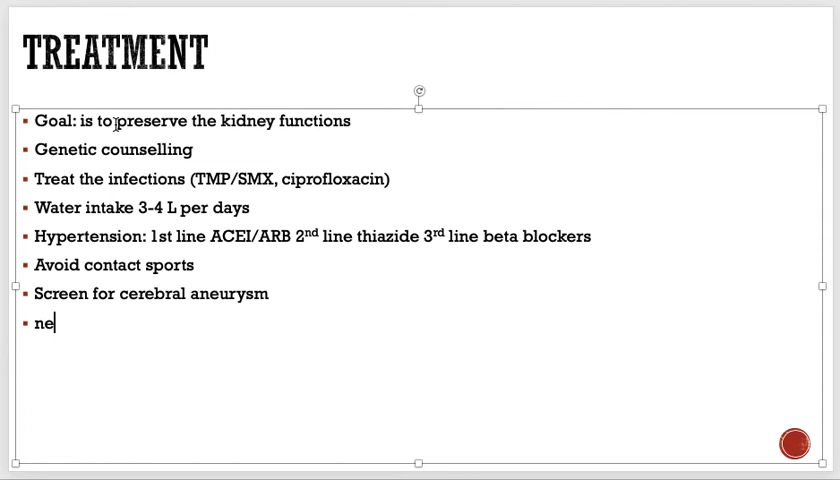 TREATMENT
Goal: is to preserve the kidney functions
Genetic counselling
Treat the infections (TMP/SMX, ciprofloxacin)
Water intake 3-4 L per days
Hypertension: 1st line ACEI/ARB 2nd line thiazide 3rd line beta blockers
Avoid contact sports
Screen for cerebral aneurysm
ne